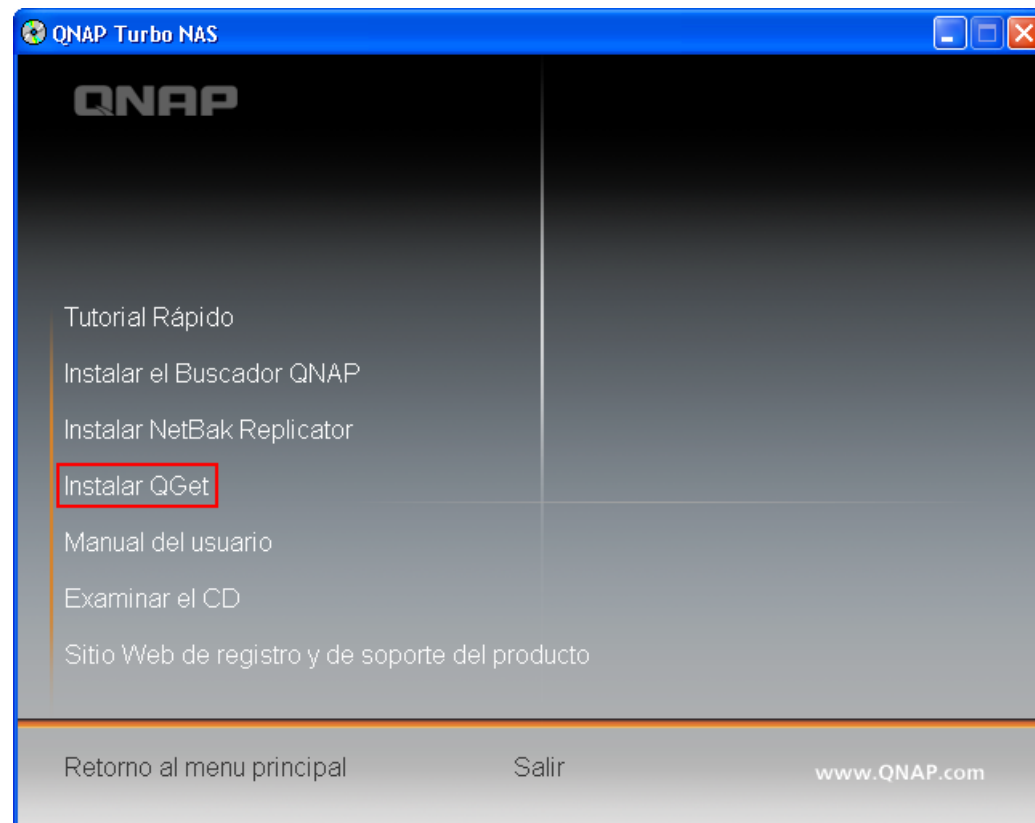 QNAP Turbo NAS
QNAP
Tutorial Rápido
Instalar el Buscador QNAP
Instalar NetBak Replicator
Instalar QGet
Manual del usuario
Examinar el CD
Sitio Web de registro y de soporte del producto
Retorno al menu principal
Salir
www.QNAP.com